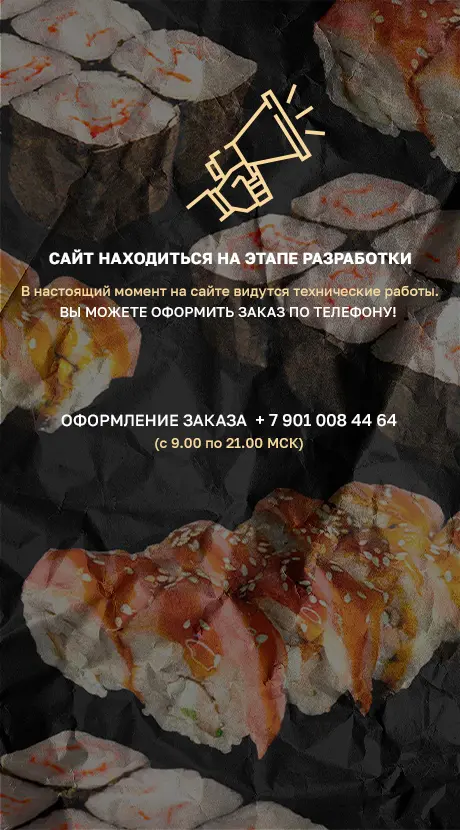 САЙТ НАХОДИТЬСЯ НА ЭТАПЕ РАЗРАБОТКИ
В настоящий момент на сайте видутся технические работы.
ВЫ МОЖЕТЕ ОФОРМИТЬ ЗАКАЗ ПО ТЕЛЕФОНУ!
ОФОРМЛЕНИЕ ЗАКАЗА + 7 901 008 44 64
(с 9.00 по 21.00 МСК)